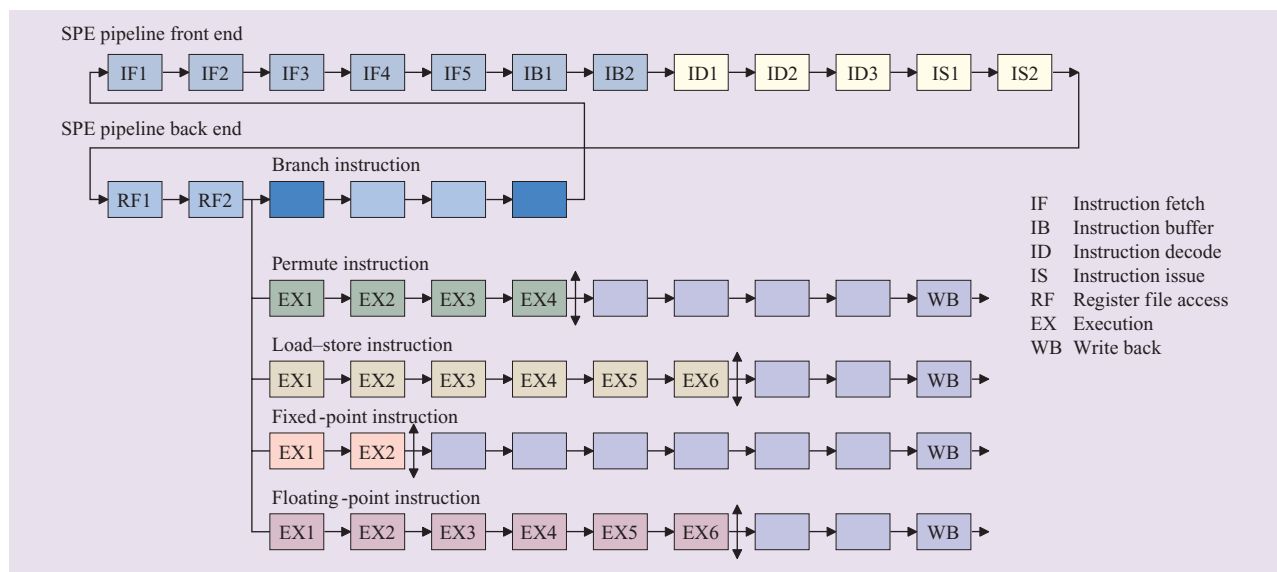 SPE pipeline front end
IF1 IF2 IF3 IF4 IF5 IB1 IB2 ID1 ID2 ID3 IS1 IS2
SPE pipeline back end
Branch instruction
RF1 RF2
Permute instruction
EX1 EX2 EX3 EX4 WB
Load–store instruction
EX1 EX2 EX3 EX4 EX5 EX6 WB
Fixed-point instruction
EX1 EX2 WB
Floating-point instruction
EX1 EX2 EX3 EX4 EX5 EX6 WB
IF Instruction fetch
IB Instruction buffer
ID Instruction decode
IS Instruction issue
RF Register file access
EX Execution
WB Write back